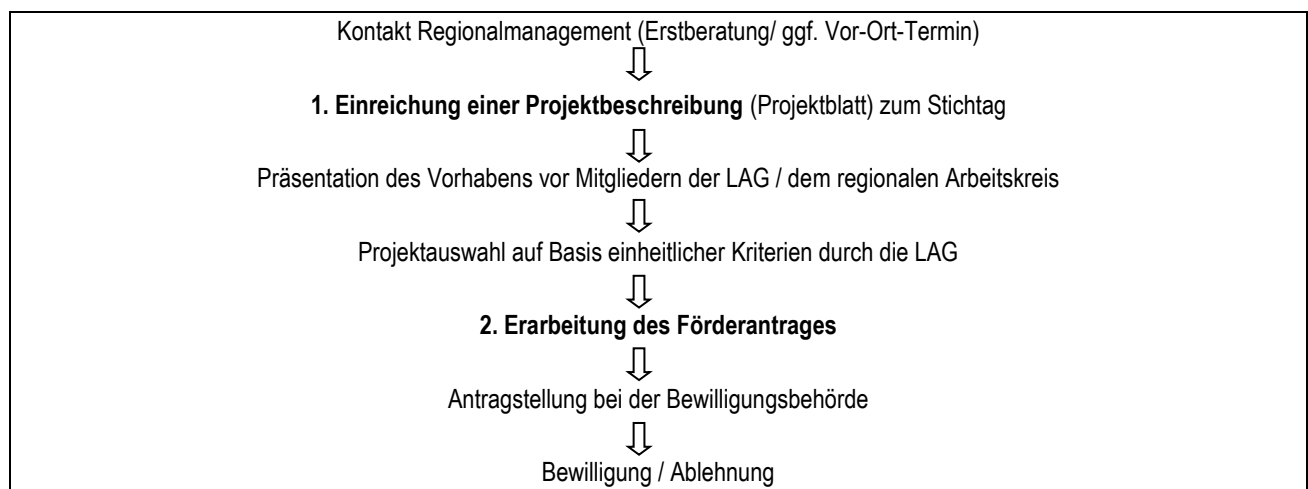 Kontakt Regionalmanagement (Erstberatung/ ggf. Vor-Ort-Termin)
1. Einreichung einer Projektbeschreibung (Projektblatt) zum Stichtag
Präsentation des Vorhabens vor Mitgliedern der LAG / dem regionalen Arbeitskreis
Projektauswahl auf Basis einheitlicher Kriterien durch die LAG
2. Erarbeitung des Förderantrages
Antragstellung bei der Bewilligungsbehörde
Bewilligung / Ablehnung